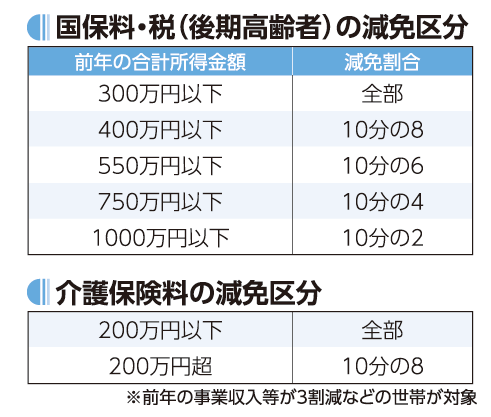 国保料・税（後期高齢者）の減免区分
前年の合計所得金額 減免割合
300万円以下 全部
400万円以下 10分の8
550万円以下 10分の6
750万円以下 10分の4
1000万円以下 10分の2
介護保険料の減免区分
200万円以下 全部
200万円超 10分の8
※前年の事業収入等が3割減などの世帯が対象